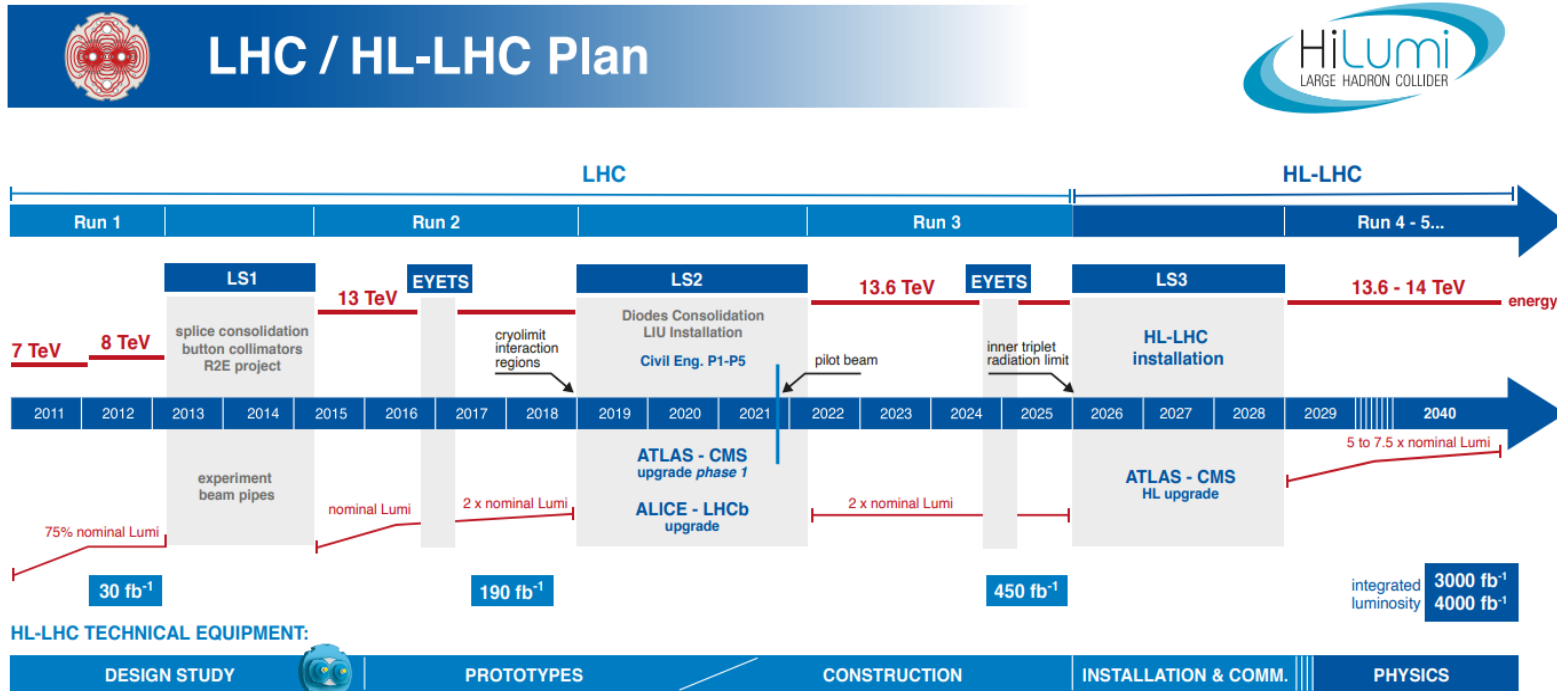 LHC / HL-LHC Plan
HiLumi
LARGE HADRON COLLIDER
LHC
HL-LHC
Run 1
Run 2
Run 3
Run 4 - 5...
LS1
EYETS
LS2
EYETS
LS3
13 TeV
13.6 TeV
13.6 - 14 TeV
energy
7 TeV
8 TeV
splice consolidation
button collimators
R2E project
cryolimit
interaction
regions
Diodes Consolidation
LIU Installation
Civil Eng. P1-P5
pilot beam
inner triplet
radiation limit
HL-LHC
installation
2011
2012
2013
2014
2015
2016
2017
2018
2019
2020
2021
2022
2023
2024
2025
2026
2027
2028
2029
2040
experiment
beam pipes
ATLAS - CMS
upgrade phase 1
ALICE - LHCb
upgrade
ATLAS - CMS
HL upgrade
5 to 7.5 x nominal Lumi
75% nominal Lumi
nominal Lumi
2 x nominal Lumi
2 x nominal Lumi
30 fb⁻¹
190 fb⁻¹
450 fb⁻¹
integrated
luminosity
3000 fb⁻¹
4000 fb⁻¹
HL-LHC TECHNICAL EQUIPMENT:
DESIGN STUDY
PROTOTYPES
CONSTRUCTION
INSTALLATION & COMM.
PHYSICS